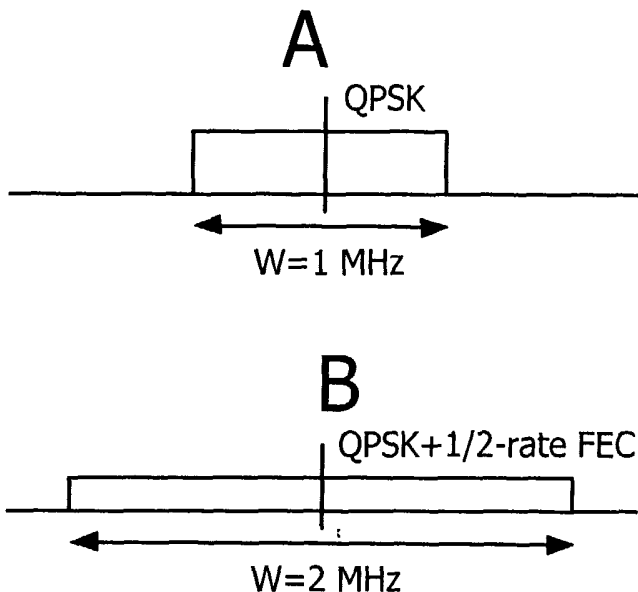 A
QPSK
W=1 MHz
B
QPSK+1/2-rate FEC
W=2 MHz